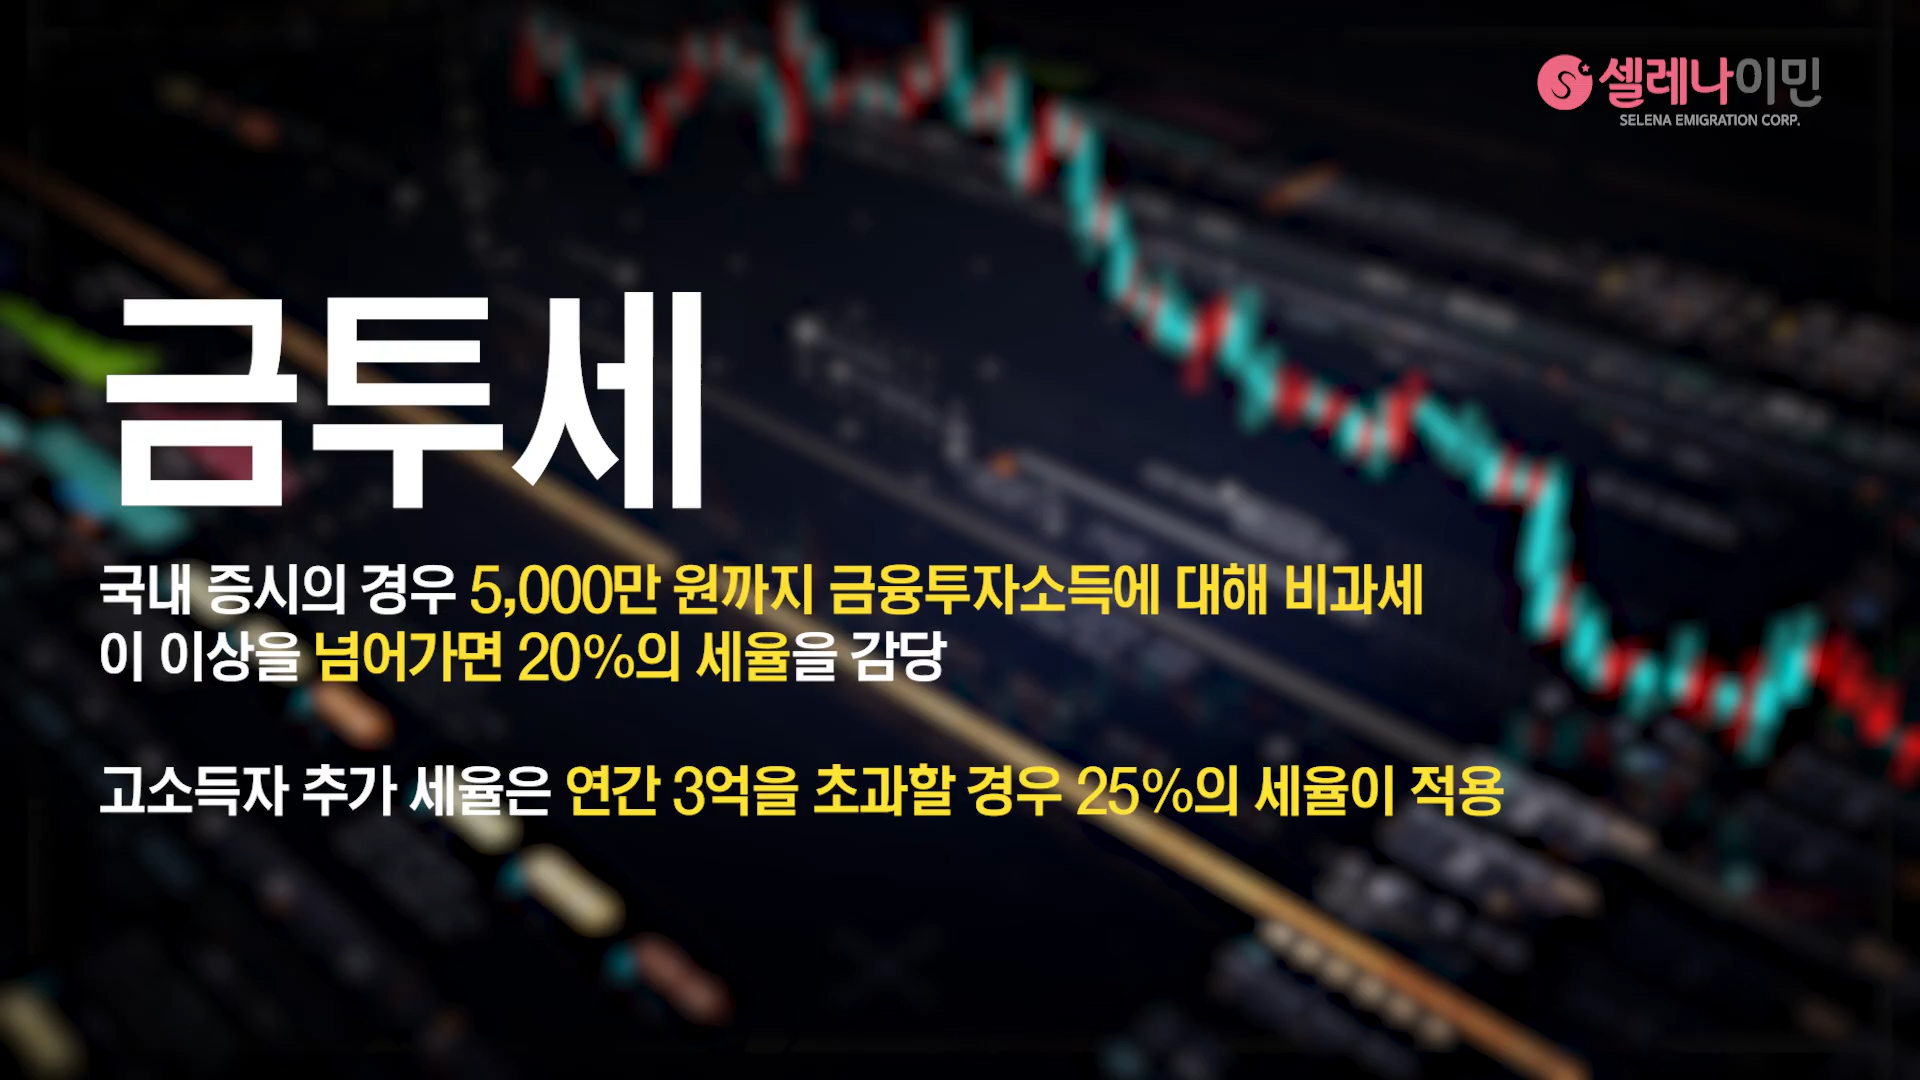 셀레나이민
SELENA EMIGRATION CORP.
금투세
국내 증시의 경우 5,000만 원까지 금융투자소득에 대해 비과세
이 이상을 넘어가면 20%의 세율을 감당
고소득자 추가 세율은 연간 3억을 초과할 경우 25%의 세율이 적용